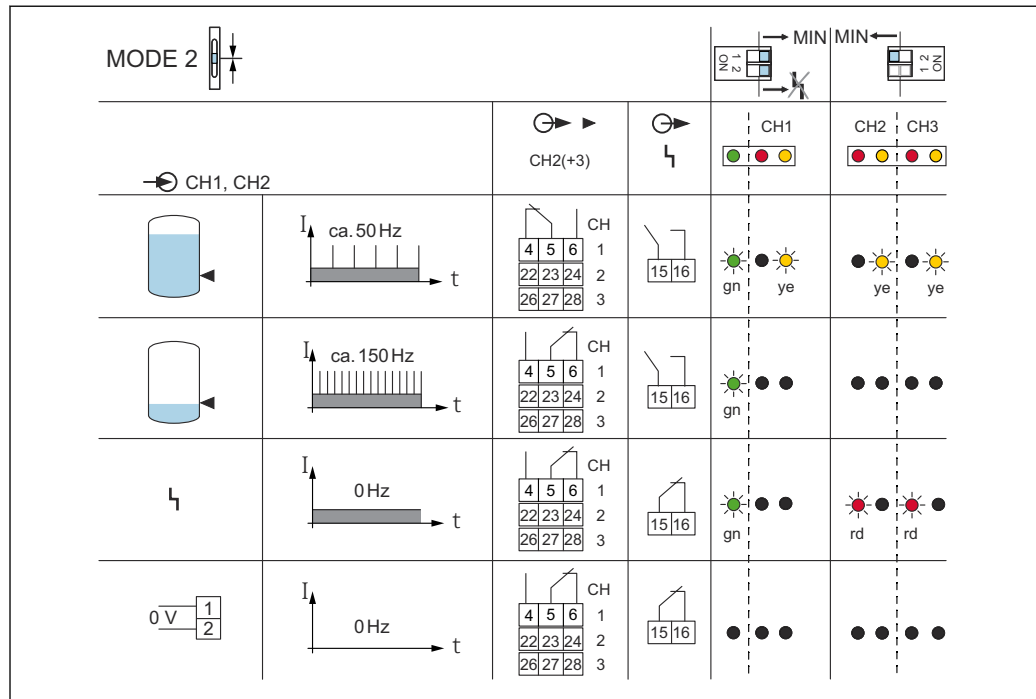 MODE 2
MIN MIN
ON 1 2
1 2 ON
CH2(+3)
CH1
CH2 CH3
CH1, CH2
I
ca. 50 Hz
t
CH
4 5 6 1
22 23 24 2
26 27 28 3
15 16
gn ye
ye ye
I
ca. 150 Hz
t
CH
4 5 6 1
22 23 24 2
26 27 28 3
15 16
gn
I
0 Hz
t
CH
4 5 6 1
22 23 24 2
26 27 28 3
15 16
gn
rd rd
0 V 1
2
I
0 Hz
t
CH
4 5 6 1
22 23 24 2
26 27 28 3
15 16